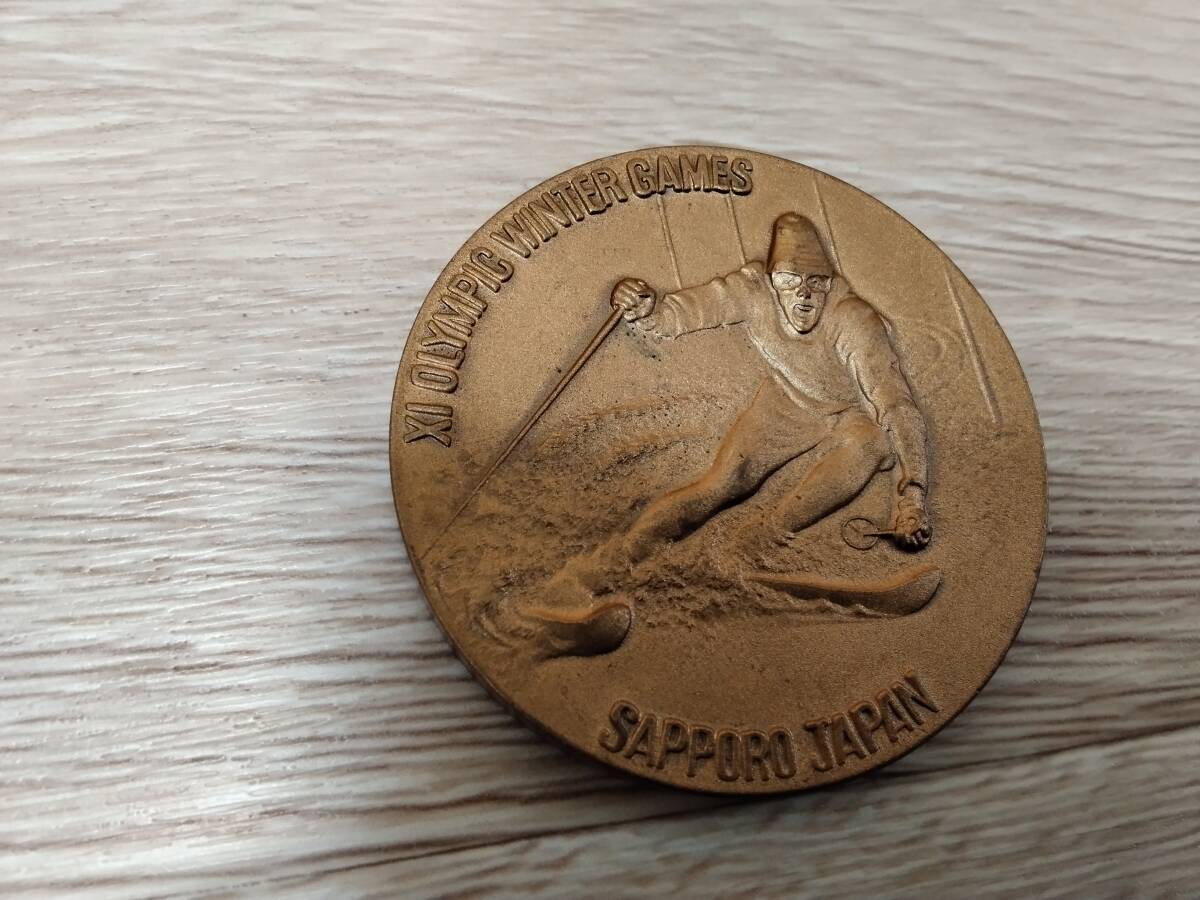 XI OLYMPIC WINTER GAMES
SAPPORO JAPAN